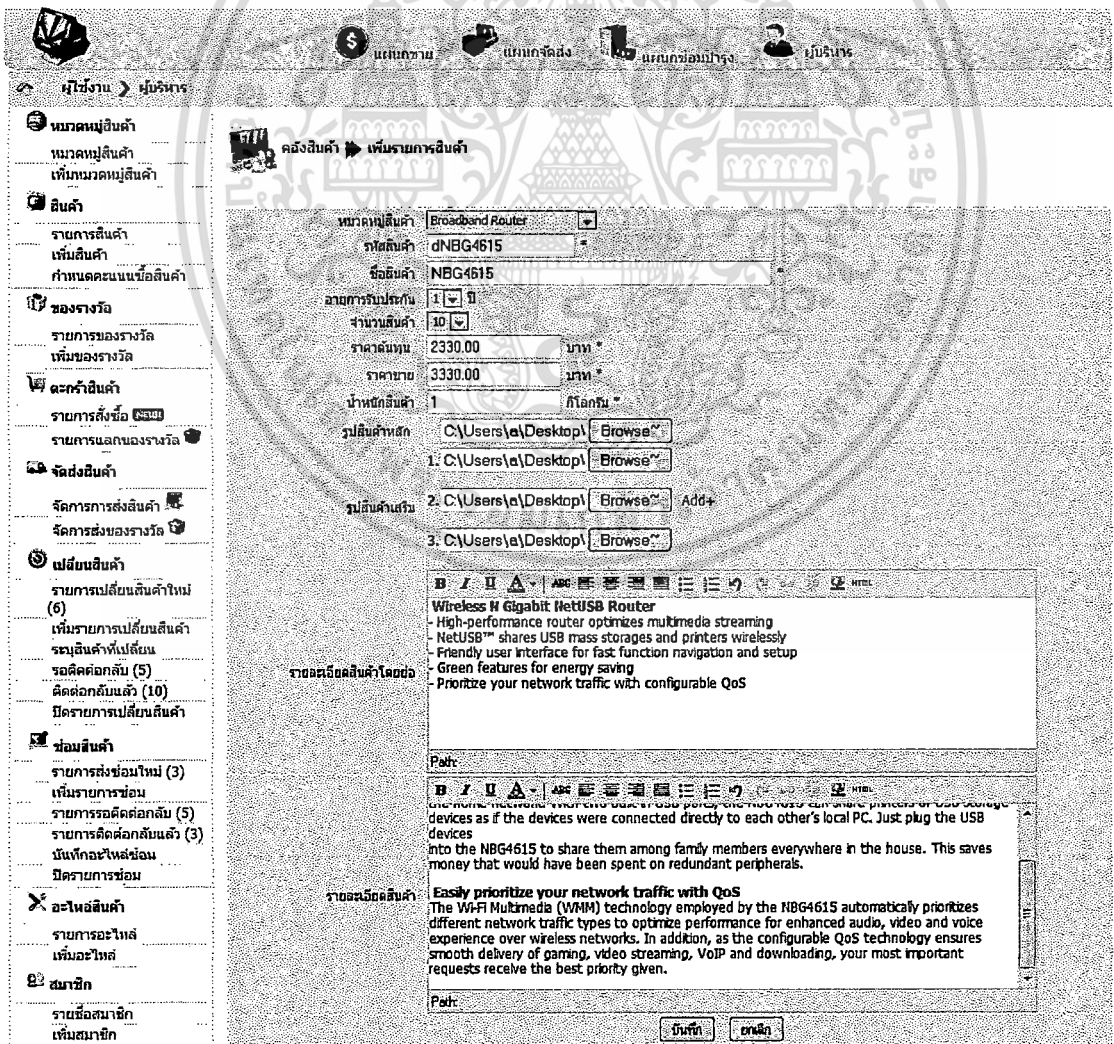 แผนกขาย แผนกจัดส่ง แผนกซ่อมบำรุง ผู้บริหาร
ผู้ใช้งาน ผู้บริหาร
หมวดหมู่สินค้า
หมวดหมู่สินค้า
เพิ่มหมวดหมู่สินค้า
สินค้า
รายการสินค้า
เพิ่มสินค้า
กำหนดคะแนนซื้อสินค้า
ของรางวัล
รายการของรางวัล
เพิ่มของรางวัล
ตะกร้าสินค้า
รายการสั่งซื้อ
รายการแลกของรางวัล
จัดส่งสินค้า
จัดการการส่งสินค้า
จัดการส่งของรางวัล
เปลี่ยนสินค้า
รายการเปลี่ยนสินค้าใหม่
(6)
เพิ่มรายการเปลี่ยนสินค้า
ระบุสินค้าที่เปลี่ยน
รอติดต่อกลับ (5)
ติดต่อกลับแล้ว (10)
ปิดรายการเปลี่ยนสินค้า
ซ่อมสินค้า
รายการส่งซ่อมใหม่ (3)
เพิ่มรายการซ่อม
รายการรอติดต่อกลับ (5)
รายการติดต่อกลับแล้ว (3)
บันทึกอะไหล่ซ่อม
ปิดรายการซ่อม
อะไหล่สินค้า
รายการอะไหล่
เพิ่มอะไหล่
สมาชิก
รายชื่อสมาชิก
เพิ่มสมาชิก
คลังสินค้า เพิ่มรายการสินค้า
หมวดหมู่สินค้า Broadband Router
รหัสสินค้า dNBG4615 *
ชื่อสินค้า NBG4615 *
อายุการรับประกัน 1 ปี
จำนวนสินค้า 10
ราคาต้นทุน 2330.00 บาท *
ราคาขาย 3330.00 บาท *
น้ำหนักสินค้า 1 กิโลกรัม *
รูปสินค้าหลัก C:\Users\a\Desktop\ Browse~
รูปสินค้าเสริม
1. C:\Users\a\Desktop\ Browse~
2. C:\Users\a\Desktop\ Browse~ Add+
3. C:\Users\a\Desktop\ Browse~
รายละเอียดสินค้าโดยย่อ
B I U A ABC HTML
Wireless N Gigabit NetUSB Router
- High-performance router optimizes multimedia streaming
- NetUSB™ shares USB mass storages and printers wirelessly
- Friendly user interface for fast function navigation and setup
- Green features for energy saving
- Prioritize your network traffic with configurable QoS
Path:
รายละเอียดสินค้า
B I U A ABC HTML
devices as if the devices were connected directly to each other's local PC. Just plug the USB
devices
into the NBG4615 to share them among family members everywhere in the house. This saves
money that would have been spent on redundant peripherals.
Easily prioritize your network traffic with QoS
The Wi-Fi Multimedia (WMM) technology employed by the NBG4615 automatically prioritizes
different network traffic types to optimize performance for enhanced audio, video and voice
experience over wireless networks. In addition, as the configurable QoS technology ensures
smooth delivery of gaming, video streaming, VoIP and downloading, your most important
requests receive the best priority given.
Path:
บันทึก ยกเลิก